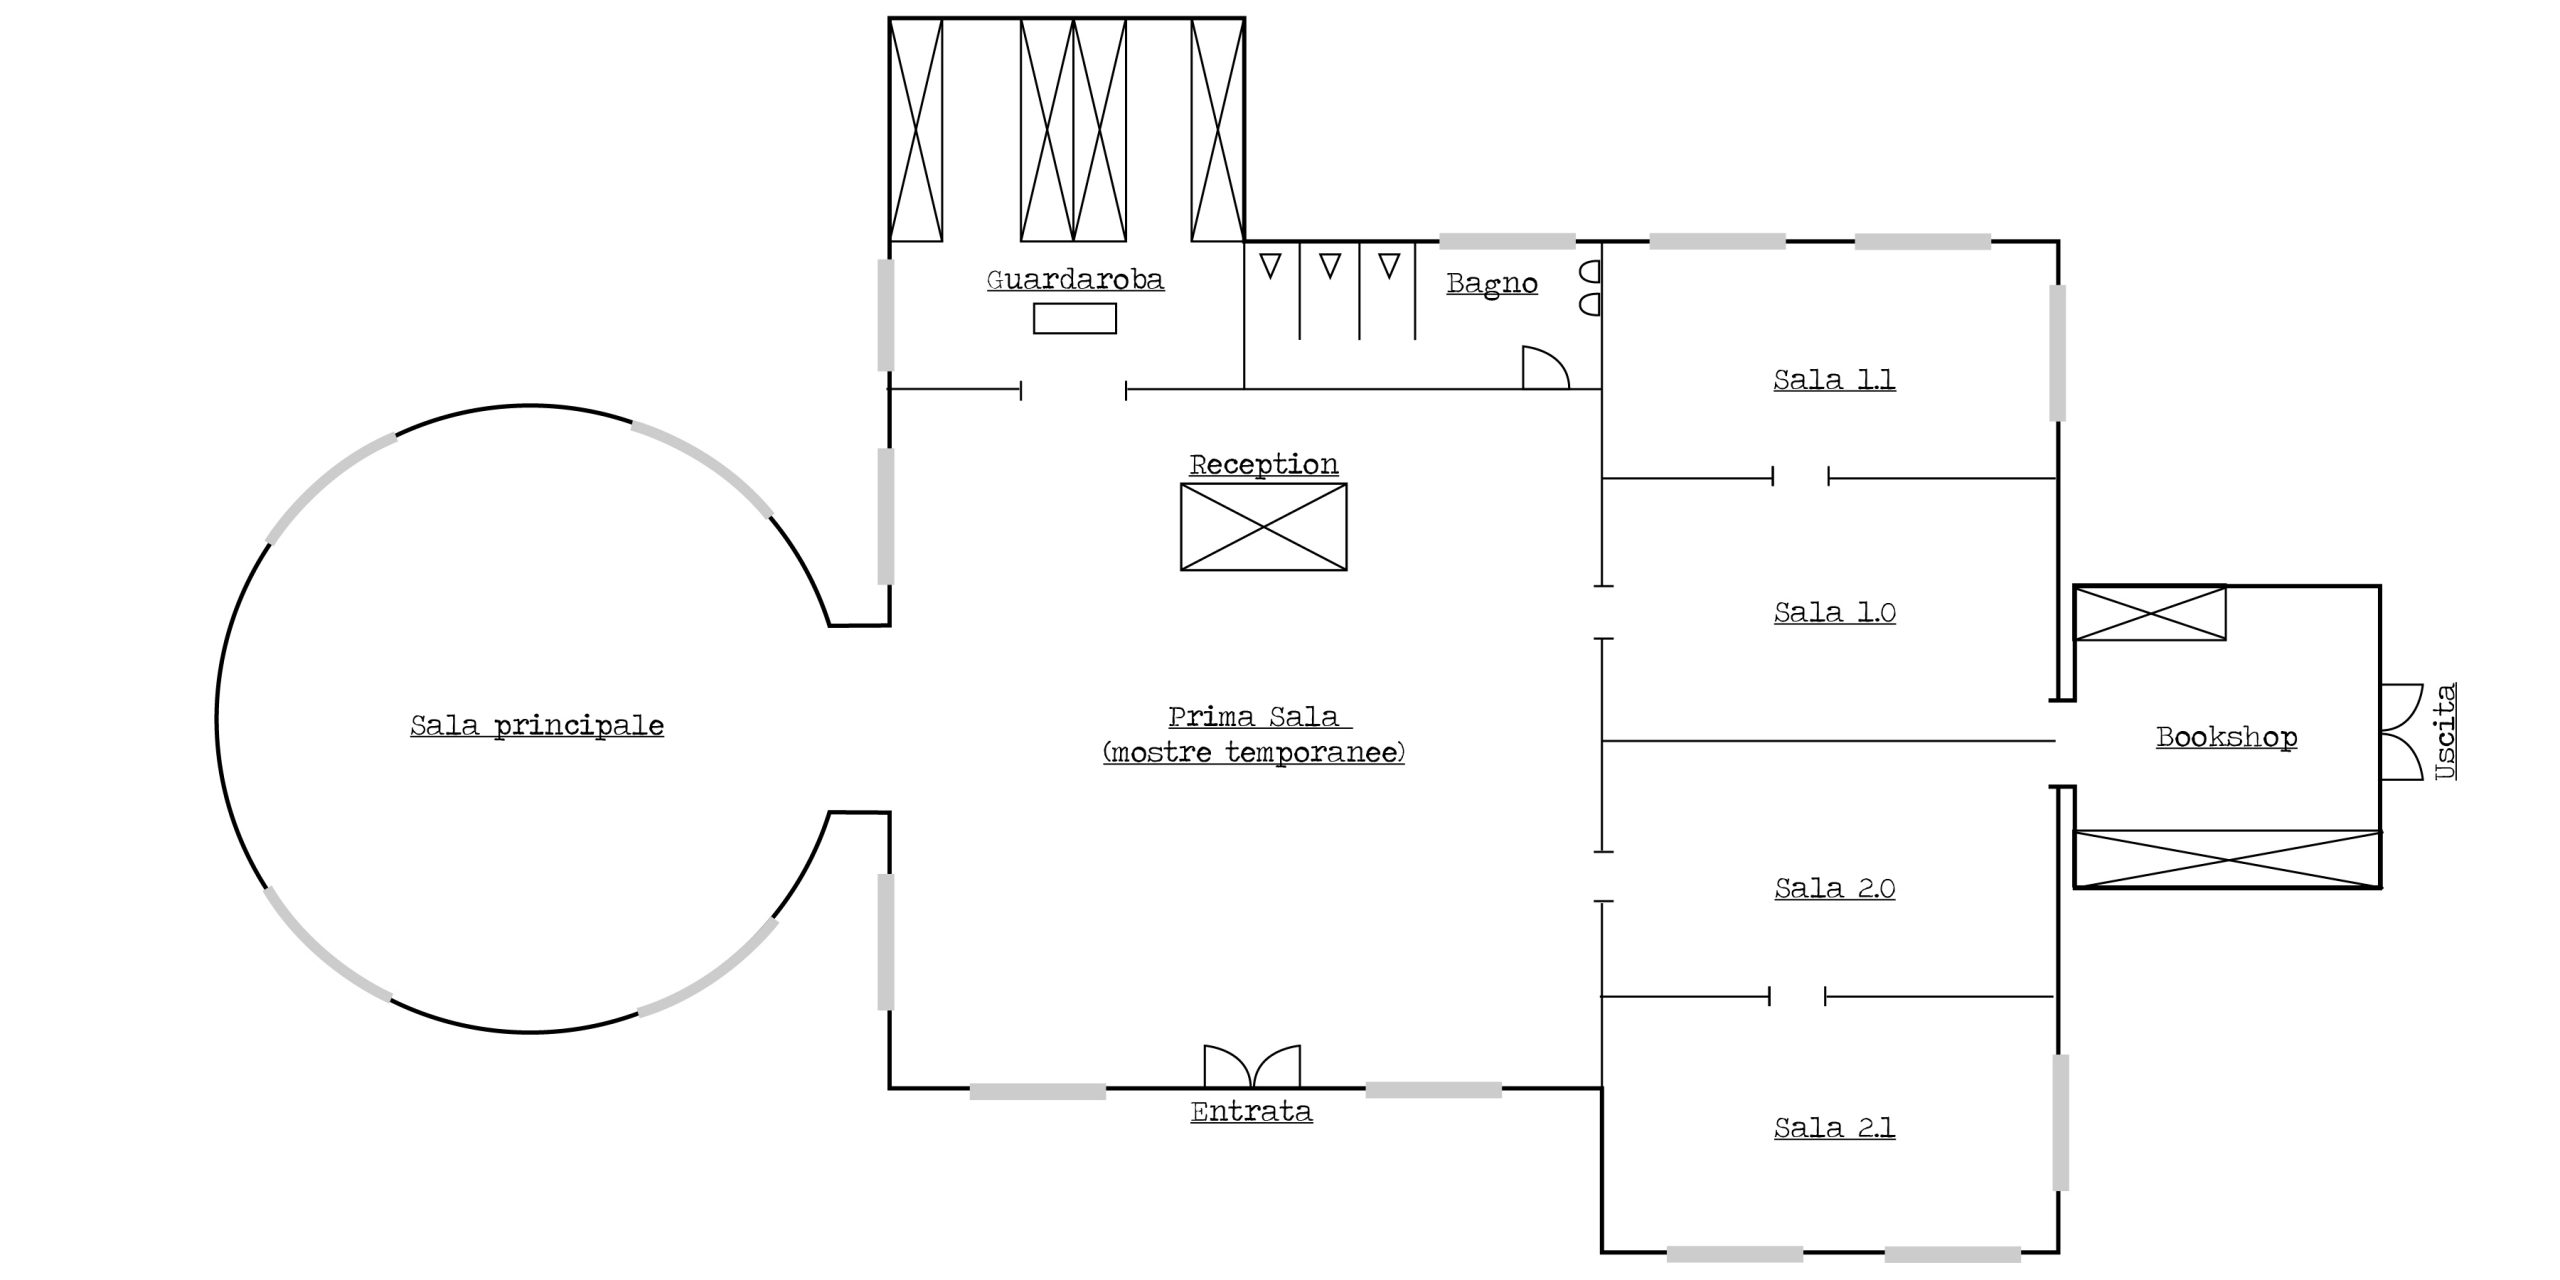 Guardaroba
Bagno
Sala 1.1
Reception
Sala 1.0
Sala principale
Prima Sala
(mostre temporanee)
Bookshop
Uscita
Sala 2.0
Entrata
Sala 2.1